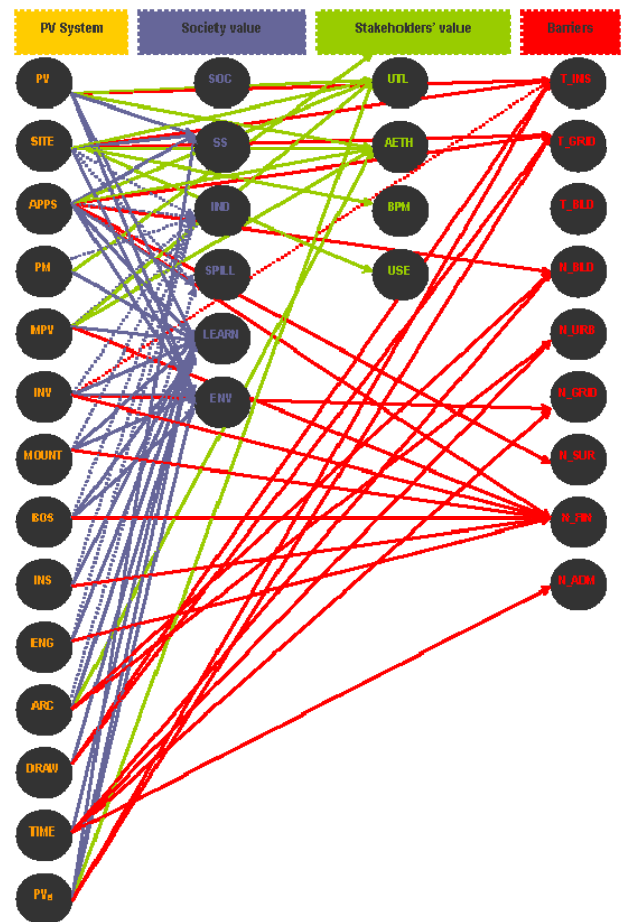 PV System
Society value
Stakeholders' value
Barriers
PV
SOC
UTL
T_INS
SITE
SS
AETH
T_GRID
APPS
IND
BPM
T_BLD
PM
SPILL
USE
N_BLD
MPV
LEARN
N_URB
INV
ENV
N_GRID
MOUNT
N_SUR
BOS
N_FIN
INS
N_ADM
ENG
ARC
DRAW
TIME